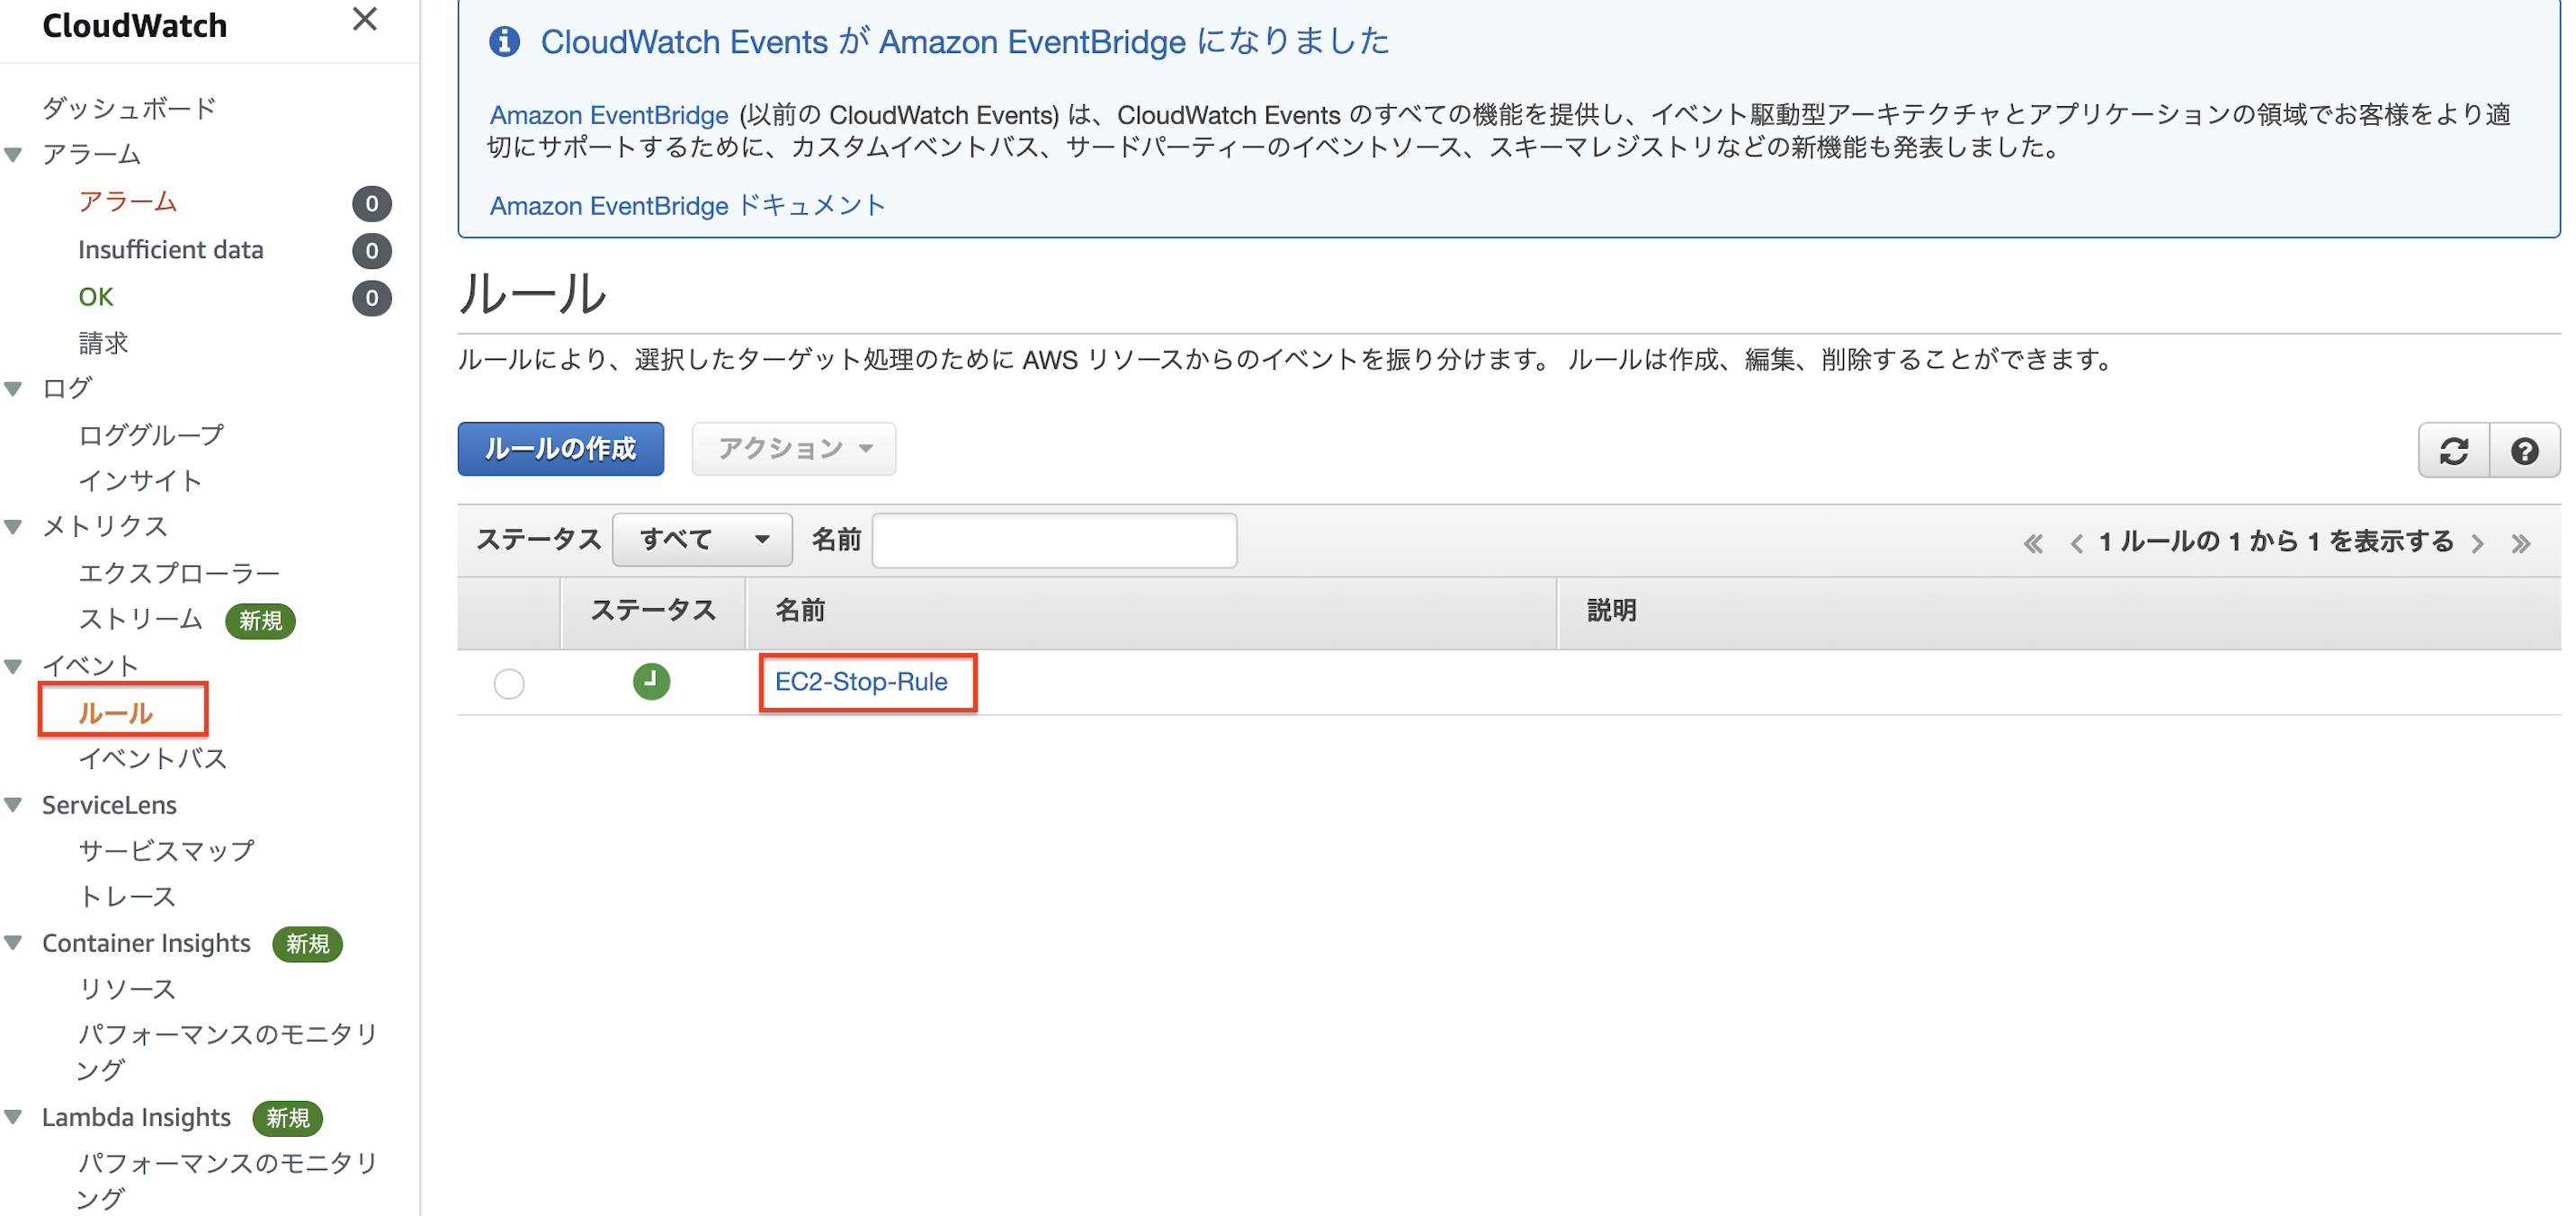 CloudWatch
ダッシュボード
アラーム
アラーム 0
Insufficient data 0
OK 0
請求
ログ
ロググループ
インサイト
メトリクス
エクスプローラー
ストリーム 新規
イベント
ルール
イベントバス
ServiceLens
サービスマップ
トレース
Container Insights 新規
リソース
パフォーマンスのモニタリ
ング
Lambda Insights 新規
パフォーマンスのモニタリ
ング
CloudWatch Events が Amazon EventBridge になりました
Amazon EventBridge (以前の CloudWatch Events) は、CloudWatch Events のすべての機能を提供し、イベント駆動型アーキテクチャとアプリケーションの領域でお客様をより適
切にサポートするために、カスタムイベントバス、サードパーティーのイベントソース、スキーマレジストリなどの新機能も発表しました。
Amazon EventBridge ドキュメント
ルール
ルールにより、選択したターゲット処理のために AWS リソースからのイベントを振り分けます。 ルールは作成、編集、削除することができます。
ルールの作成 アクション
ステータス すべて 名前 « ‹ 1 ルールの 1 から 1 を表示する › »
ステータス 名前 説明
EC2-Stop-Rule